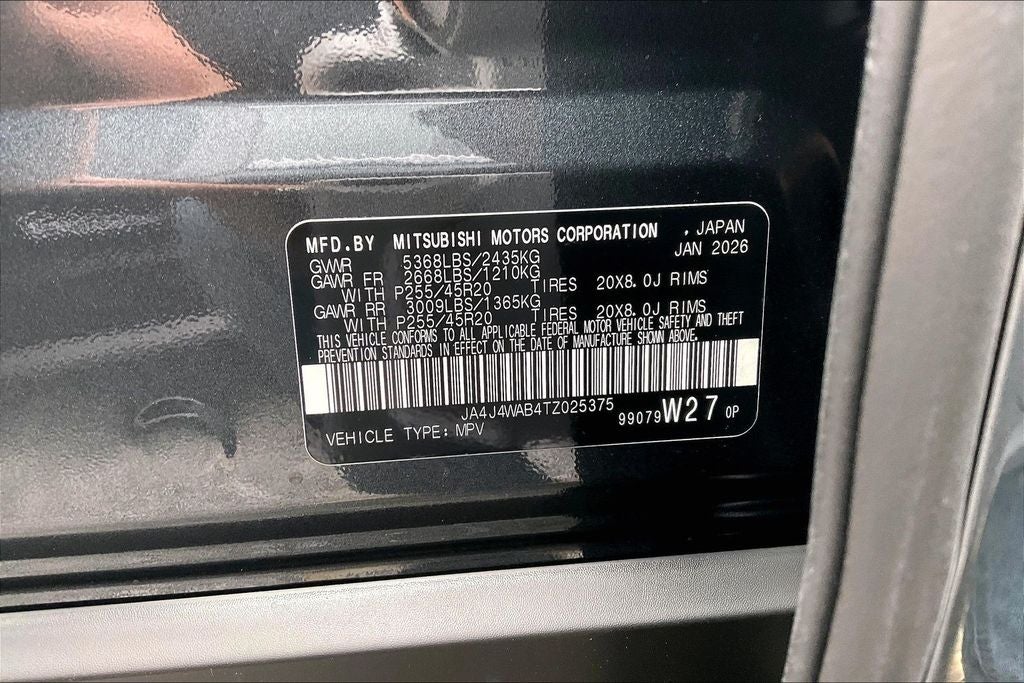 MFD.BY MITSUBISHI MOTORS CORPORATION , JAPAN
JAN 2026
GVWR 5368LBS/2435KG
GAWR FR 2668LBS/1210KG
WITH P255/45R20 TIRES 20X8.0J RIMS
GAWR RR 3009LBS/1365KG
WITH P255/45R20 TIRES 20X8.0J RIMS
THIS VEHICLE CONFORMS TO ALL APPLICABLE FEDERAL MOTOR VEHICLE SAFETY AND THEFT
PREVENTION STANDARDS IN EFFECT ON THE DATE OF MANUFACTURE SHOWN ABOVE.
JA4J4WAB4TZ025375
99079 W27 0P
VEHICLE TYPE: MPV